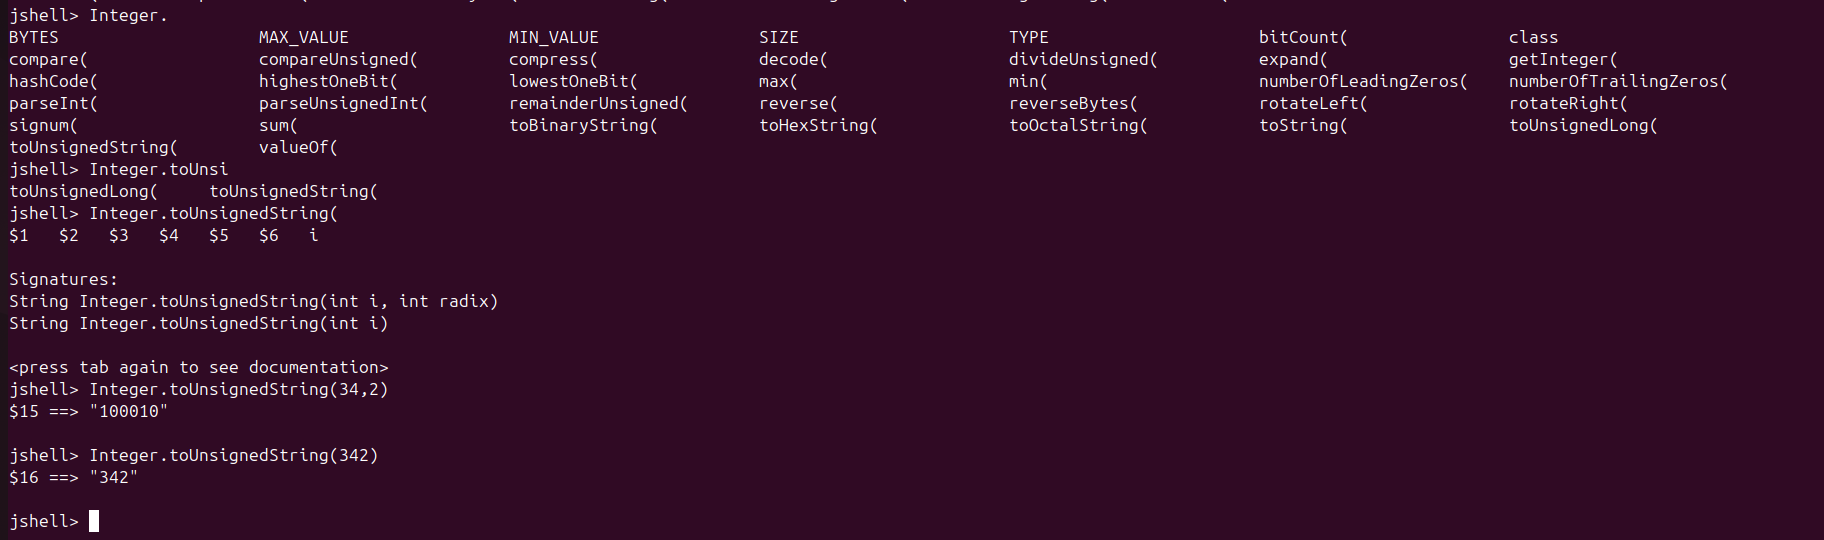 jshell> Integer.
BYTES MAX_VALUE MIN_VALUE SIZE TYPE bitCount( class
compare( compareUnsigned( compress( decode( divideUnsigned( expand( getInteger(
hashCode( highestOneBit( lowestOneBit( max( min( numberOfLeadingZeros( numberOfTrailingZeros(
parseInt( parseUnsignedInt( remainderUnsigned( reverse( reverseBytes( rotateLeft( rotateRight(
signum( sum( toBinaryString( toHexString( toOctalString( toString( toUnsignedLong(
toUnsignedString( valueOf(
jshell> Integer.toUnsi
toUnsignedLong( toUnsignedString(
jshell> Integer.toUnsignedString(
$1 $2 $3 $4 $5 $6 i
Signatures:
String Integer.toUnsignedString(int i, int radix)
String Integer.toUnsignedString(int i)
<press tab again to see documentation>
jshell> Integer.toUnsignedString(34,2)
$15 ==> "100010"
jshell> Integer.toUnsignedString(342)
$16 ==> "342"
jshell>